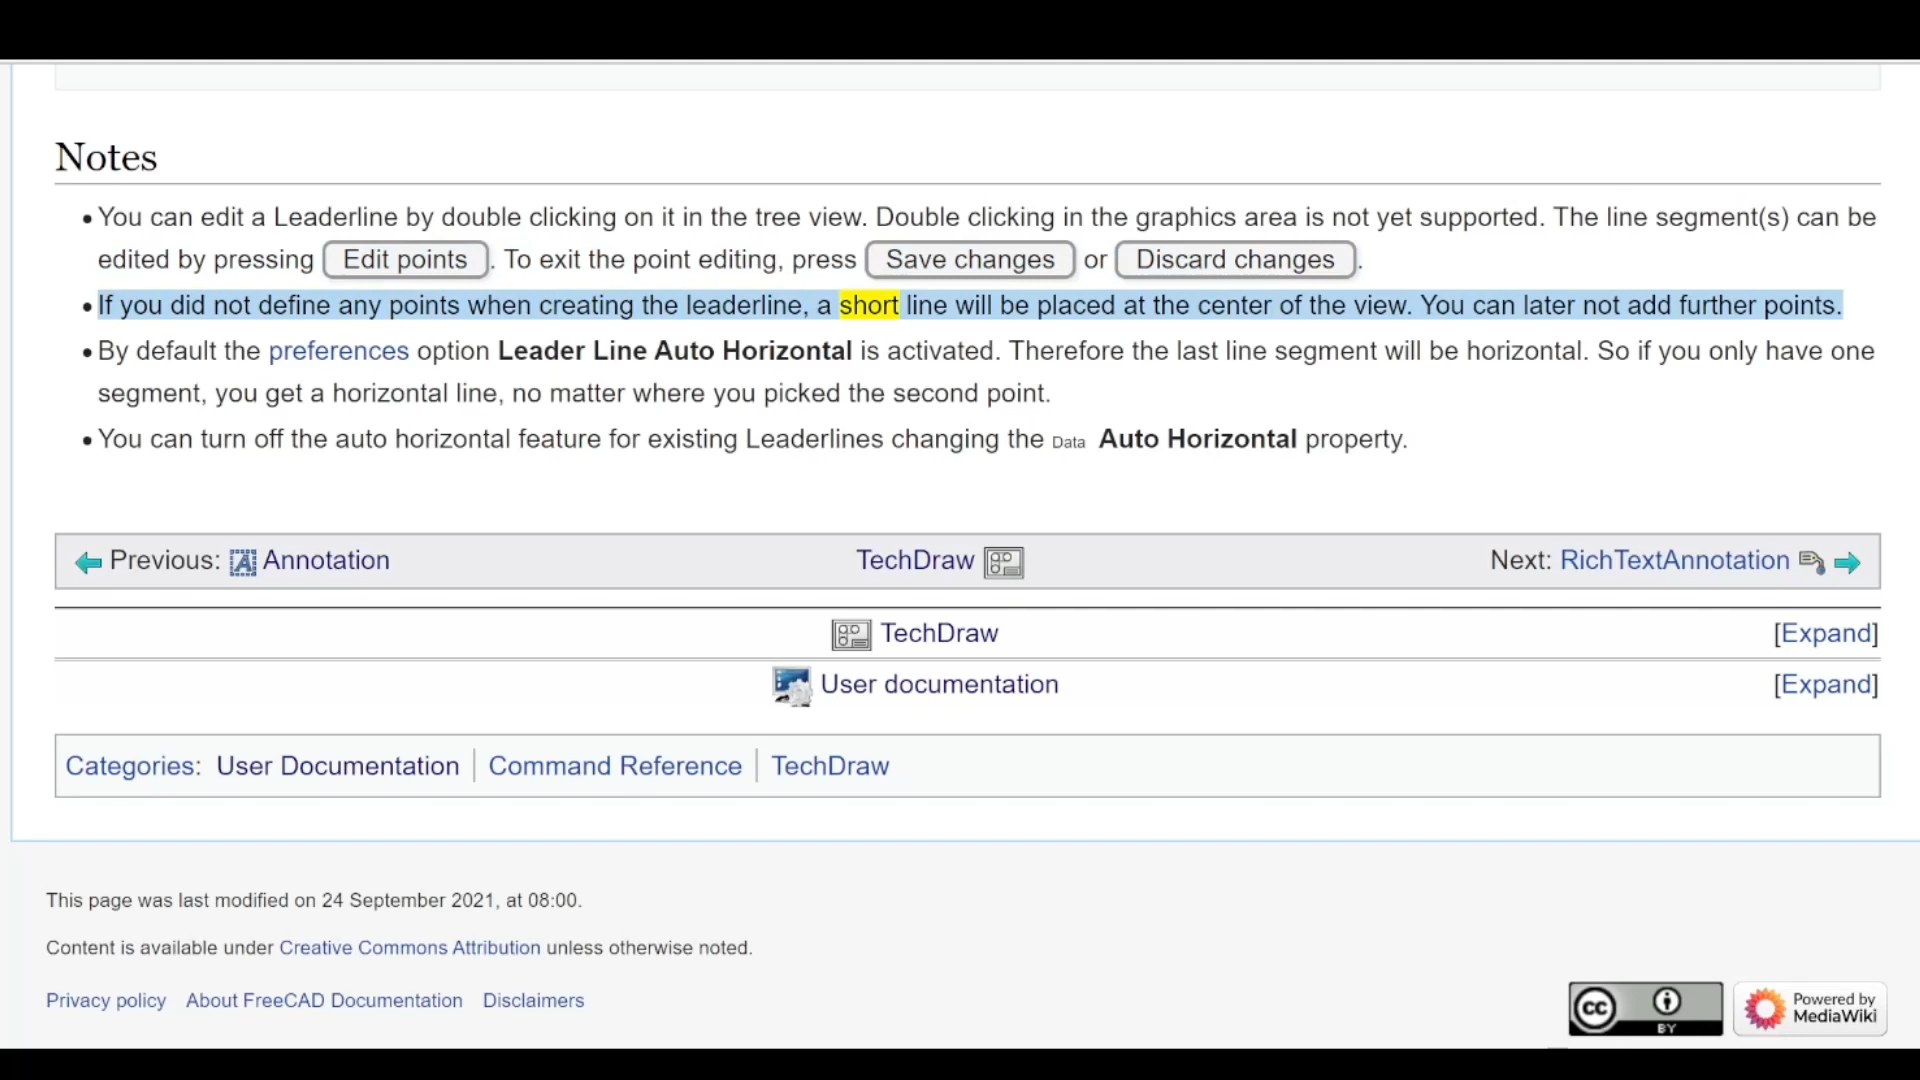 Notes
You can edit a Leaderline by double clicking on it in the tree view. Double clicking in the graphics area is not yet supported. The line segment(s) can be
edited by pressing Edit points. To exit the point editing, press Save changes or Discard changes.
If you did not define any points when creating the leaderline, a short line will be placed at the center of the view. You can later not add further points.
By default the preferences option Leader Line Auto Horizontal is activated. Therefore the last line segment will be horizontal. So if you only have one
segment, you get a horizontal line, no matter where you picked the second point.
You can turn off the auto horizontal feature for existing Leaderlines changing the Data Auto Horizontal property.
Previous: Annotation TechDraw Next: RichTextAnnotation
TechDraw [Expand]
User documentation [Expand]
Categories: User Documentation Command Reference TechDraw
This page was last modified on 24 September 2021, at 08:00.
Content is available under Creative Commons Attribution unless otherwise noted.
Privacy policy About FreeCAD Documentation Disclaimers
cc BY
Powered by
MediaWiki